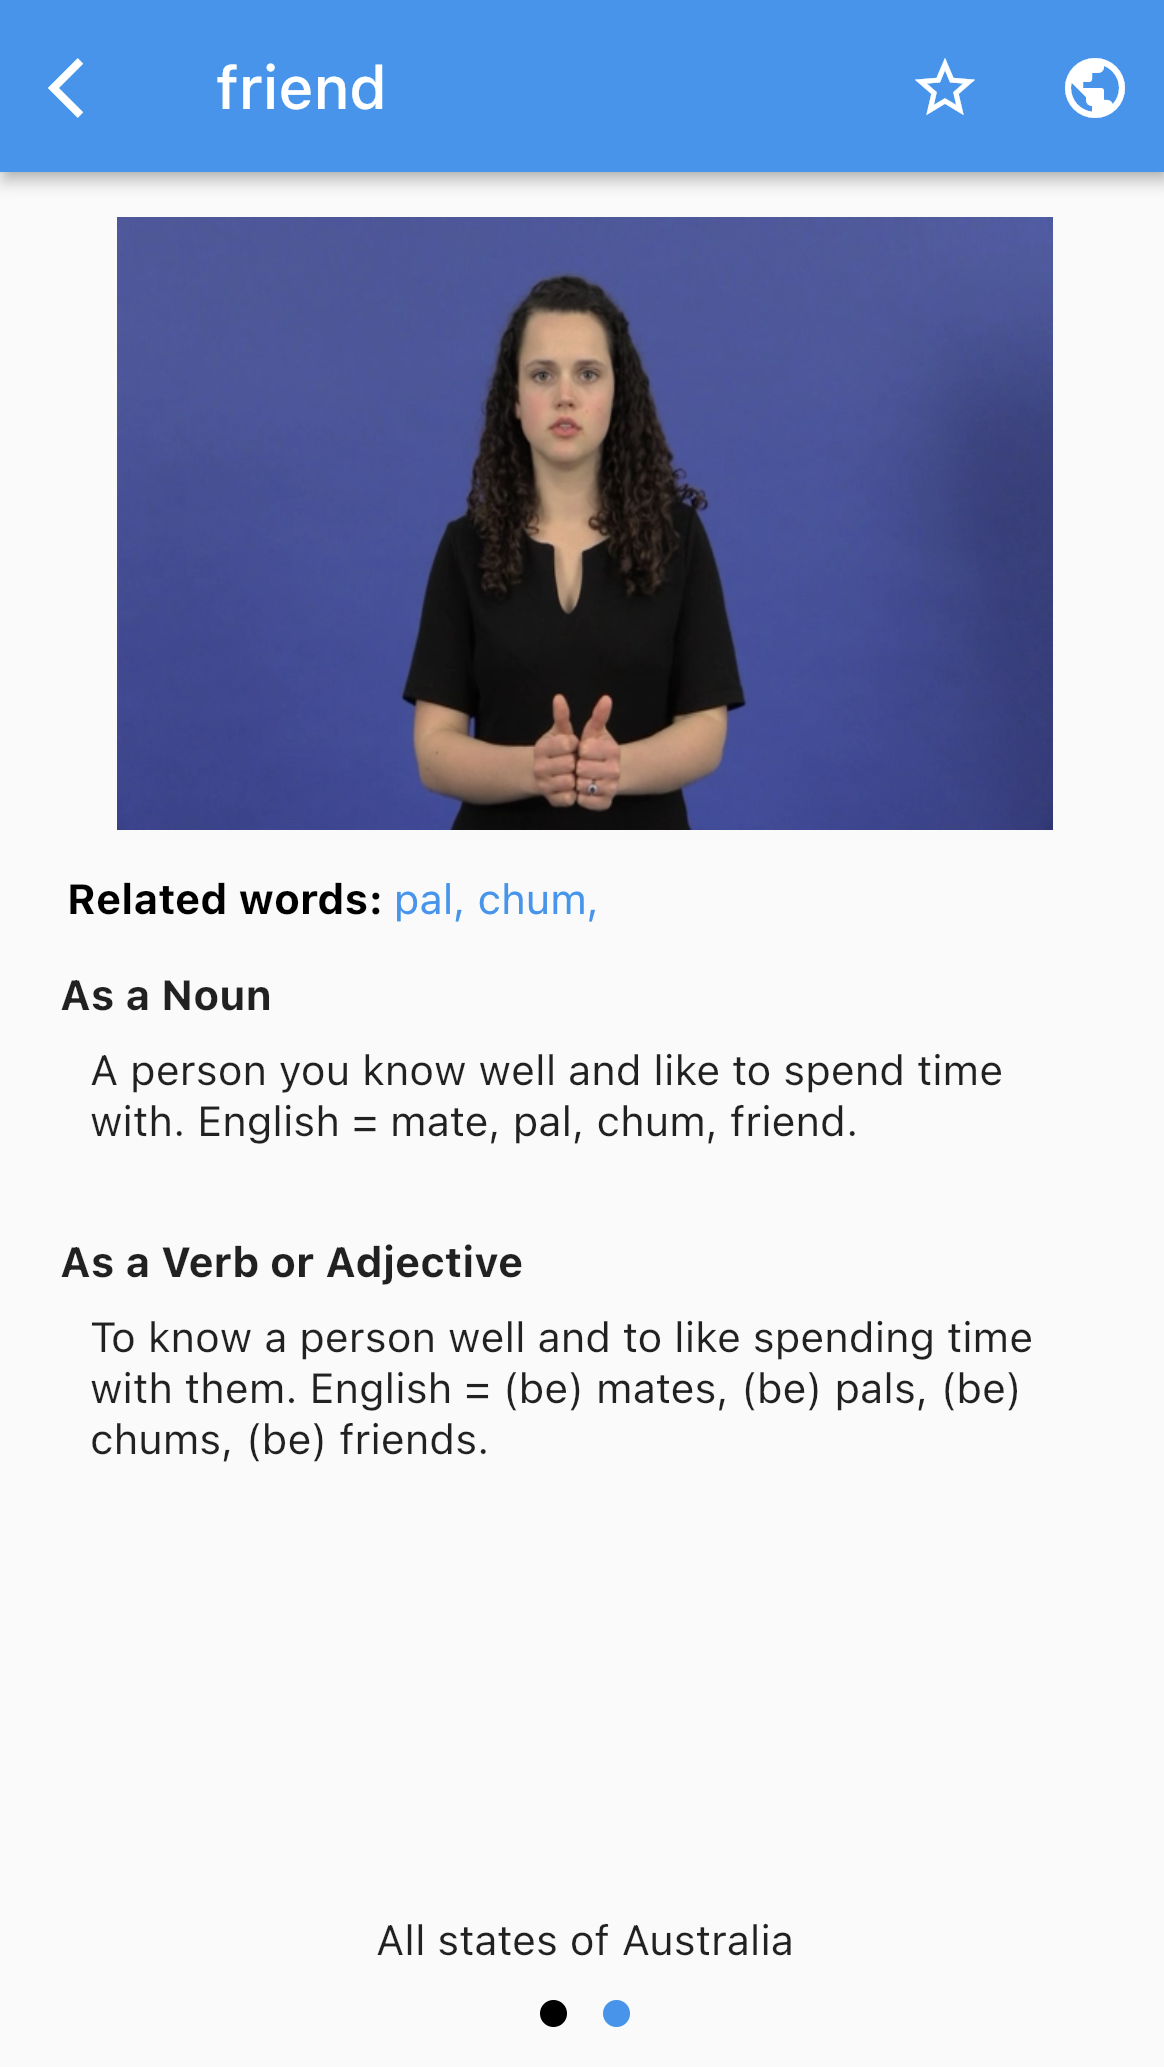 friend
Related words: pal, chum,
As a Noun
A person you know well and like to spend time
with. English = mate, pal, chum, friend.
As a Verb or Adjective
To know a person well and to like spending time
with them. English = (be) mates, (be) pals, (be)
chums, (be) friends.
All states of Australia